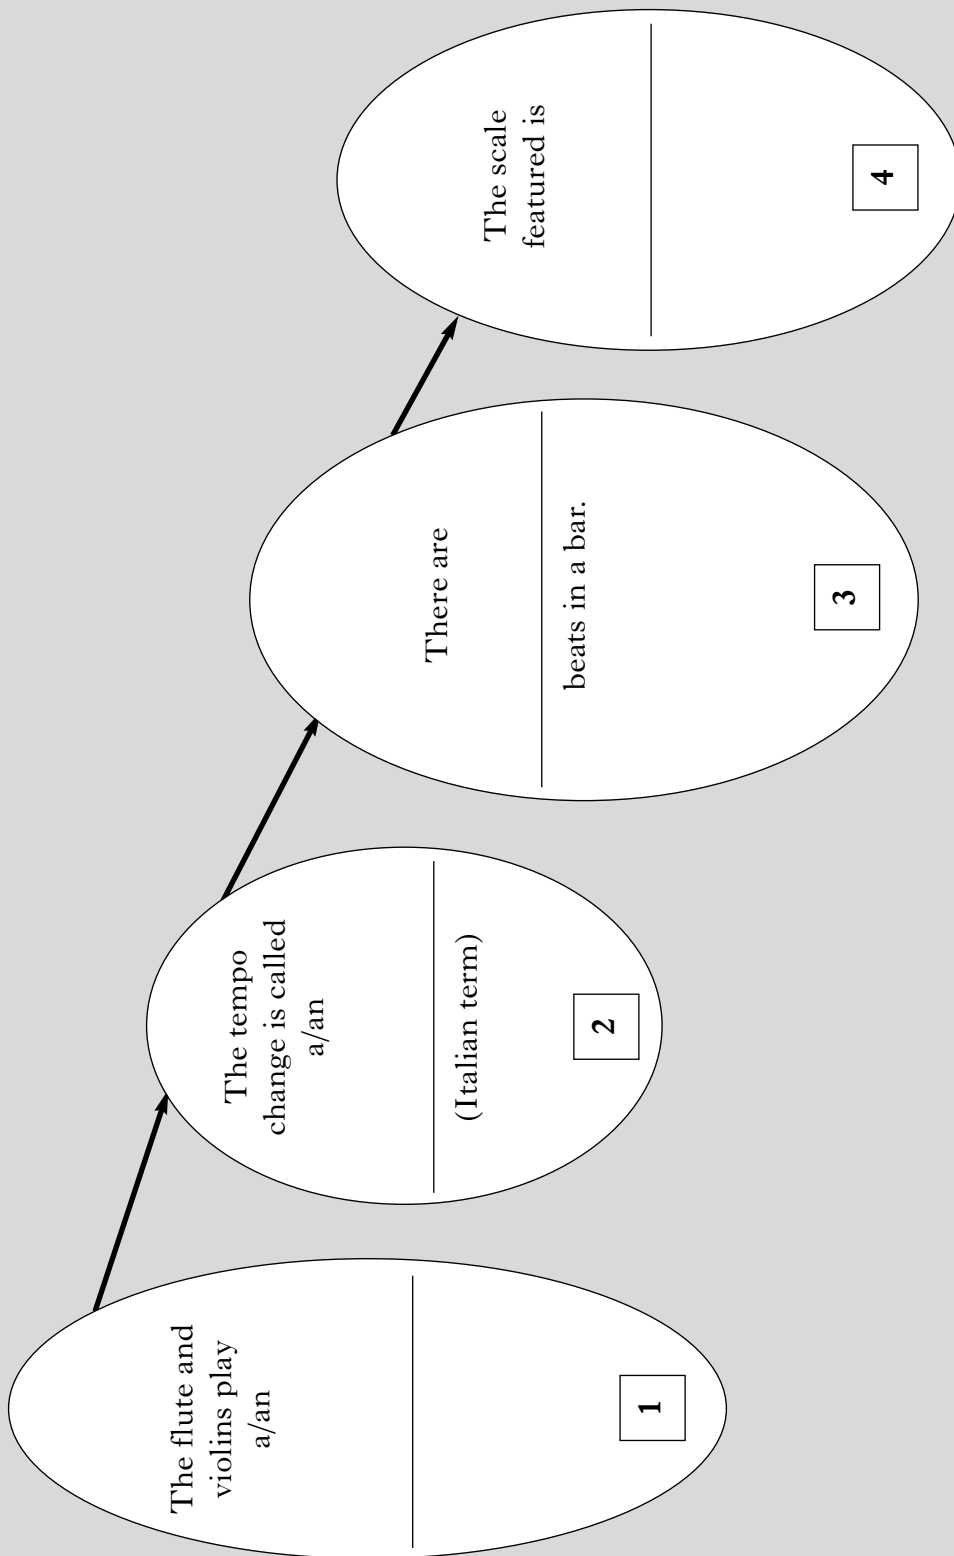 The flute and
violins play
a/an
1
The tempo
change is called
a/an
(Italian term)
2
There are
beats in a bar.
3
The scale
featured is
4